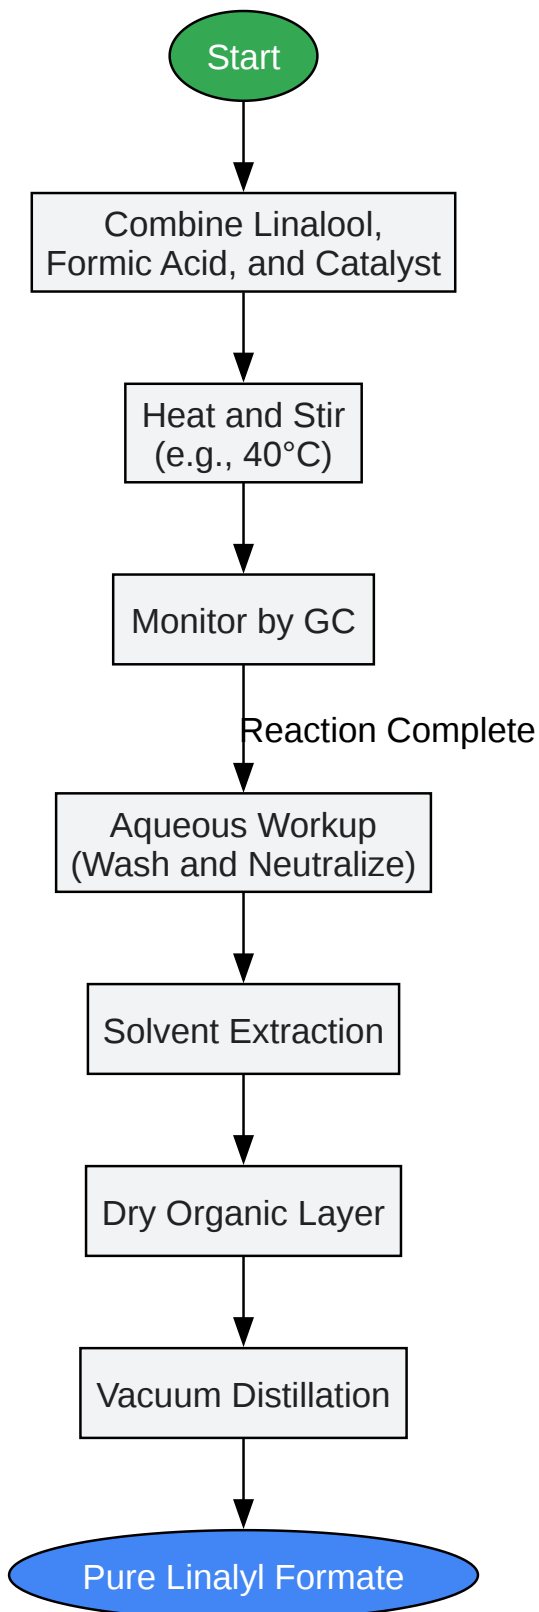 Start
Combine Linalool,
Formic Acid, and Catalyst
Heat and Stir
(e.g., 40°C)
Monitor by GC
Reaction Complete
Aqueous Workup
(Wash and Neutralize)
Solvent Extraction
Dry Organic Layer
Vacuum Distillation
Pure Linalyl Formate